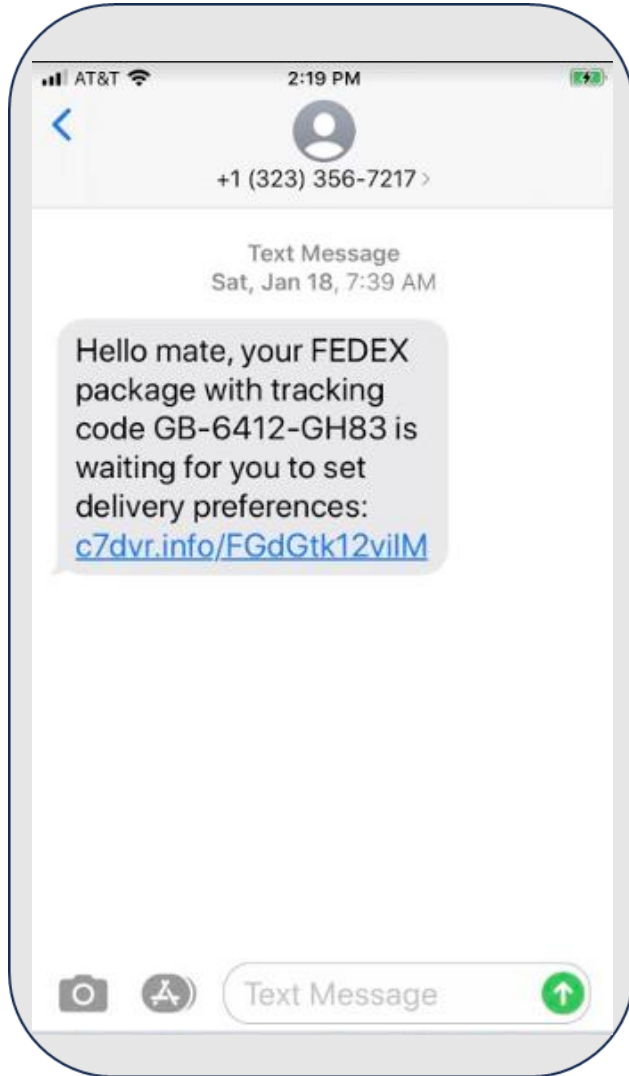 AT&T 2:19 PM
+1 (323) 356-7217 >
Text Message
Sat, Jan 18, 7:39 AM
Hello mate, your FEDEX
package with tracking
code GB-6412-GH83 is
waiting for you to set
delivery preferences:
c7dvr.info/FGdGtk12vilM
Text Message